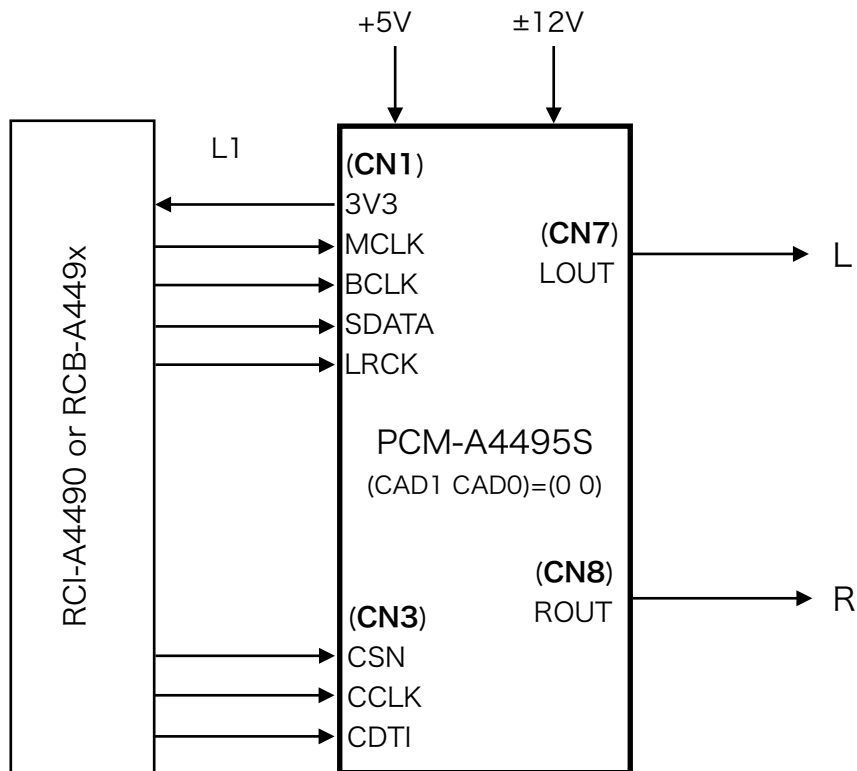 +5V
±12V
L1
RCI-A4490 or RCB-A449x
(CN1)
3V3
MCLK
BCLK
SDATA
LRCK
(CN7)
LOUT
L
PCM-A4495S
(CAD1 CAD0)=(0 0)
(CN8)
ROUT
R
(CN3)
CSN
CCLK
CDTI